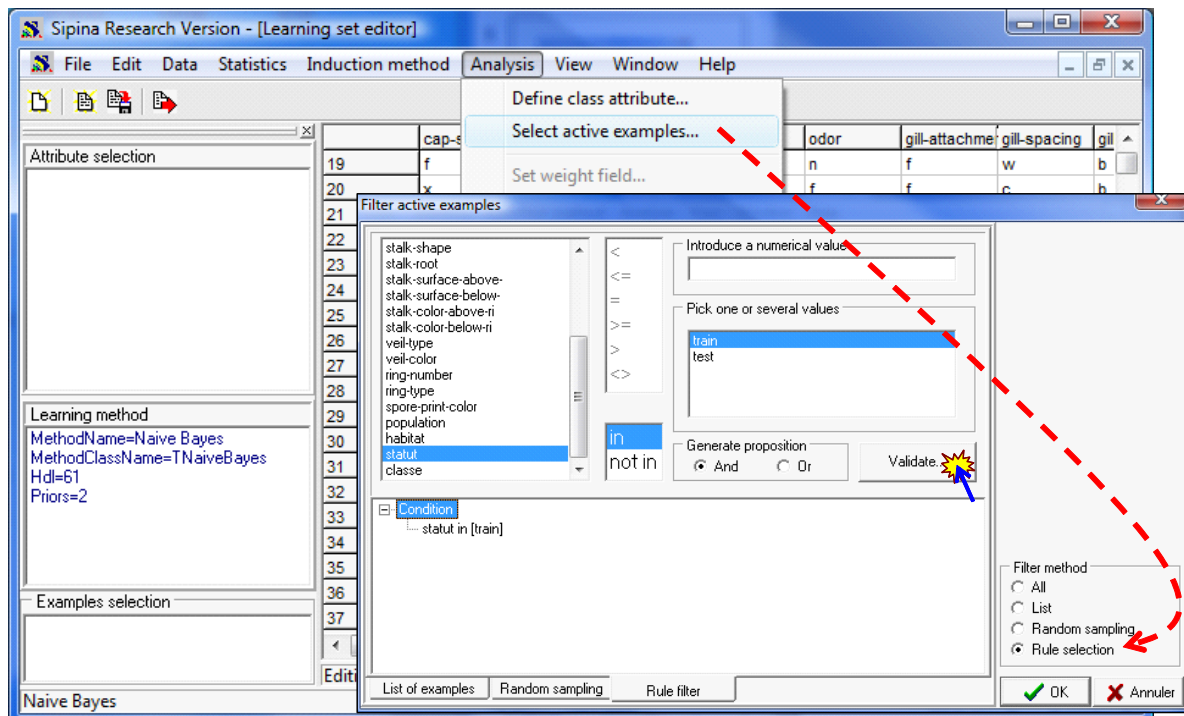 Sipina Research Version - [Learning set editor]
File Edit Data Statistics Induction method Analysis View Window Help
Define class attribute...
Select active examples...
Set weight field...
Attribute selection
cap-s odor gill-attachme gill-spacing gil
19 f n f w b
20 x f f c b
21
22
23
24
25
26
27
28
29
30
31
32
33
34
35
36
37
Learning method
MethodName=Naive Bayes
MethodClassName=TNaiveBayes
Hdl=61
Priors=2
Examples selection
Editi
Naive Bayes
Filter active examples
stalk-shape
stalk-root
stalk-surface-above-
stalk-surface-below-
stalk-color-above-ri
stalk-color-below-ri
veil-type
veil-color
ring-number
ring-type
spore-print-color
population
habitat
statut
classe
<
<=
=
>=
>
<>
in
not in
Introduce a numerical value
Pick one or several values
train
test
Generate proposition
And Or
Validate...
Condition
statut in [train]
Filter method
All
List
Random sampling
Rule selection
List of examples Random sampling Rule filter
OK Annuler